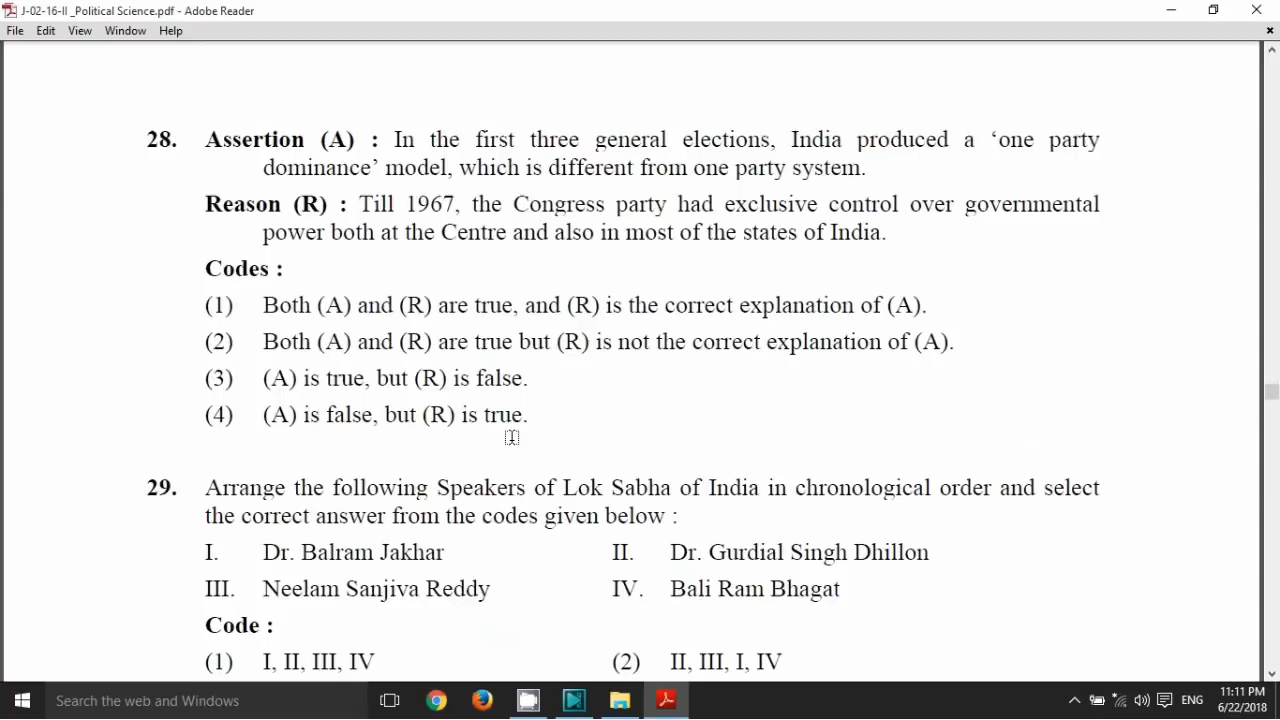 J-02-16-II _Political Science.pdf - Adobe Reader
File Edit View Window Help
28. Assertion (A) : In the first three general elections, India produced a ‘one party
dominance’ model, which is different from one party system.
Reason (R) : Till 1967, the Congress party had exclusive control over governmental
power both at the Centre and also in most of the states of India.
Codes :
(1) Both (A) and (R) are true, and (R) is the correct explanation of (A).
(2) Both (A) and (R) are true but (R) is not the correct explanation of (A).
(3) (A) is true, but (R) is false.
(4) (A) is false, but (R) is true.
29. Arrange the following Speakers of Lok Sabha of India in chronological order and select
the correct answer from the codes given below :
I. Dr. Balram Jakhar II. Dr. Gurdial Singh Dhillon
III. Neelam Sanjiva Reddy IV. Bali Ram Bhagat
Code :
(1) I, II, III, IV (2) II, III, I, IV
Search the web and Windows ENG 11:11 PM
6/22/2018